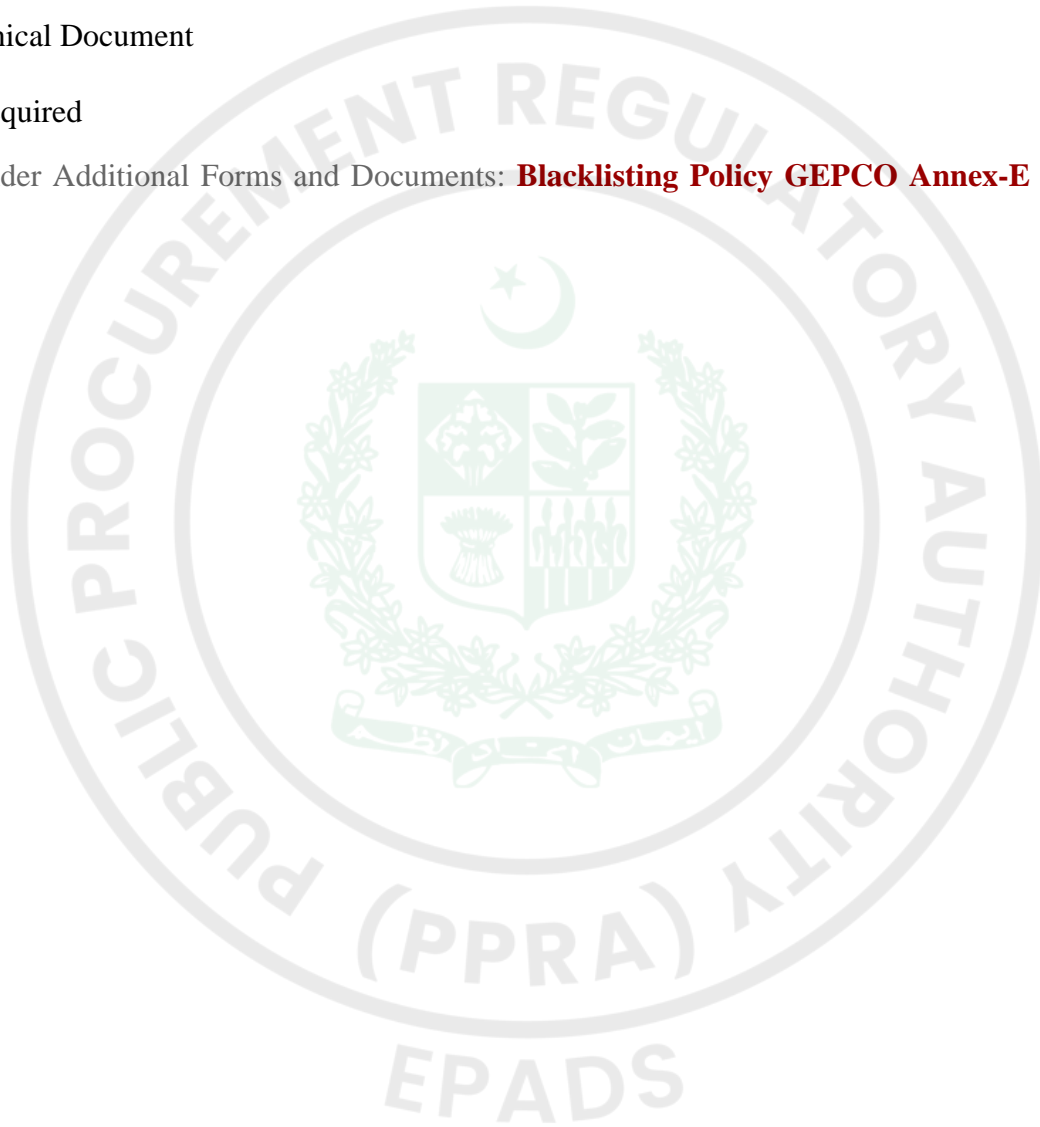 nical Document
quired
der Additional Forms and Documents: Blacklisting Policy GEPCO Annex-E
PUBLIC PROCUREMENT REGULATORY AUTHORITY
(PPRA)
EPADS